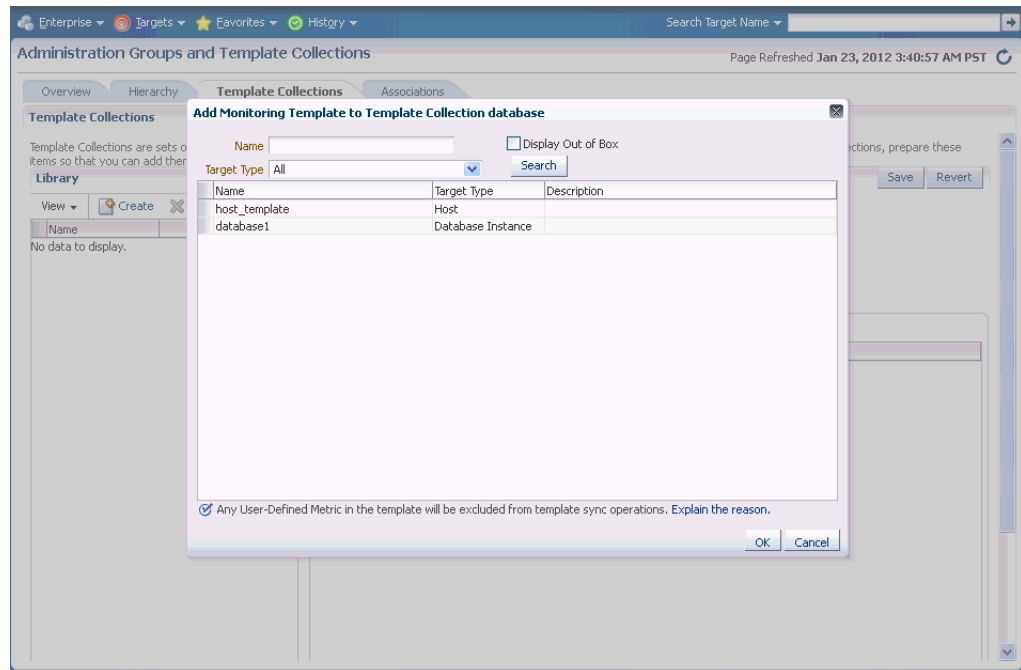 Enterprise Targets Favorites History Search Target Name
Administration Groups and Template Collections
Page Refreshed Jan 23, 2012 3:40:57 AM PST
Overview Hierarchy Template Collections Associations
Template Collections
Template Collections are sets o
ections, prepare these
items so that you can add ther
Library
Save Revert
View Create
Name
No data to display.
Add Monitoring Template to Template Collection database
Name
Display Out of Box
Target Type All
Search
Name Target Type Description
host_template Host
database1 Database Instance
Any User-Defined Metric in the template will be excluded from template sync operations. Explain the reason.
OK Cancel